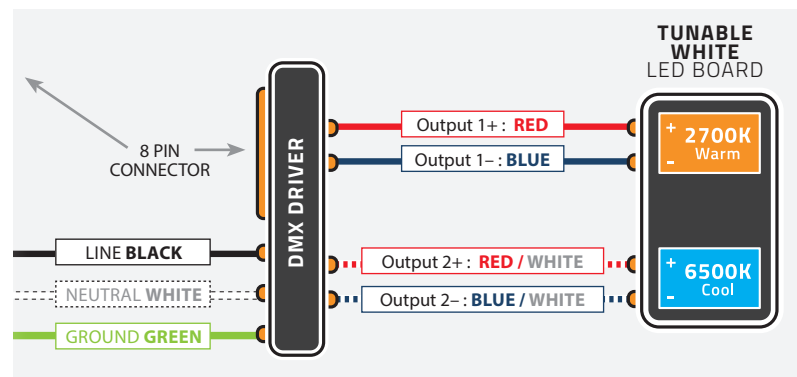 TUNABLE
WHITE
LED BOARD
8 PIN
CONNECTOR
DMX DRIVER
Output 1+ : RED
Output 1– : BLUE
+ 2700K
- Warm
LINE BLACK
NEUTRAL WHITE
GROUND GREEN
Output 2+ : RED / WHITE
Output 2– : BLUE / WHITE
+ 6500K
- Cool